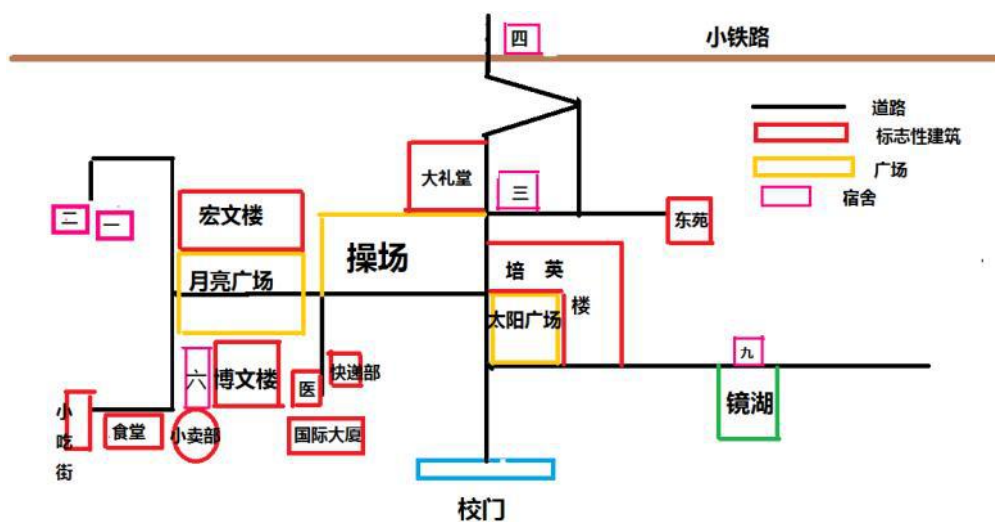 四
小铁路
道路
标志性建筑
广场
宿舍
大礼堂
三
东苑
二
一
宏文楼
操场
月亮广场
培 英
楼
太阳广场
九
六
博文楼
医
快递部
镜湖
小
吃
街
食堂
小卖部
国际大厦
校门